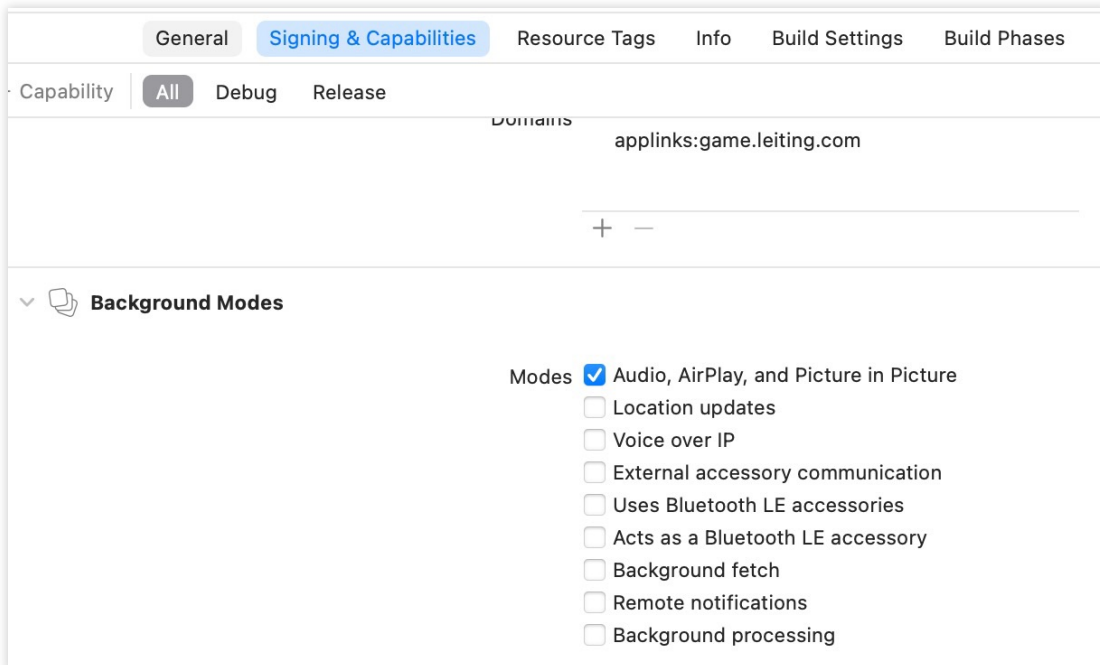 General Signing & Capabilities Resource Tags Info Build Settings Build Phases
Capability All Debug Release
Domains
applinks:game.leiting.com
Background Modes
Modes Audio, AirPlay, and Picture in Picture
Location updates
Voice over IP
External accessory communication
Uses Bluetooth LE accessories
Acts as a Bluetooth LE accessory
Background fetch
Remote notifications
Background processing